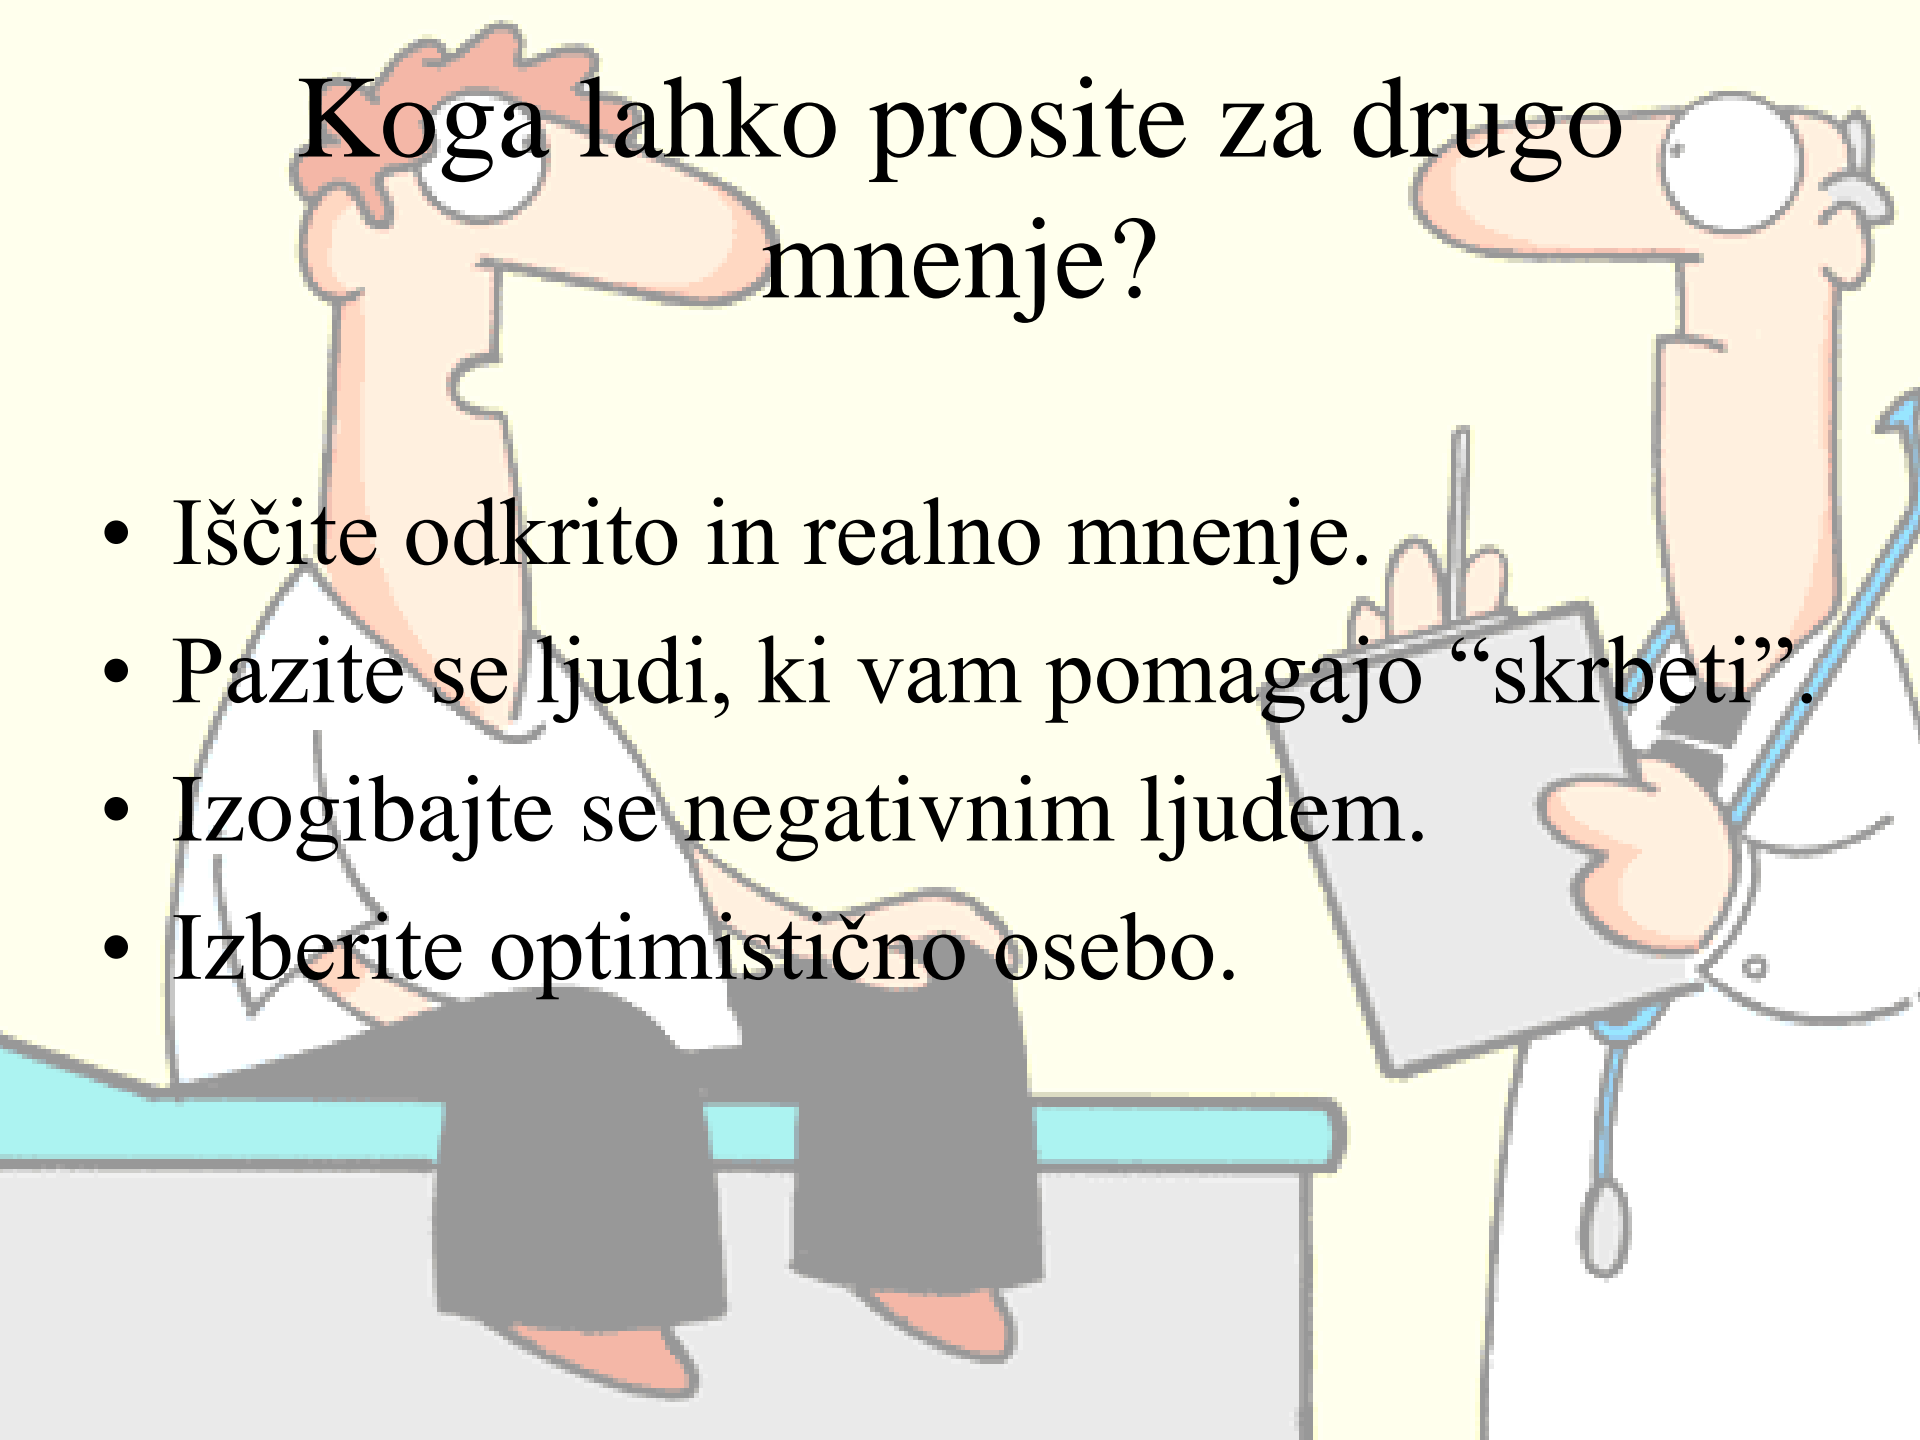 Koga lahko prosite za drugo
mnenje?
• Iščite odkrito in realno mnenje.
• Pazite se ljudi, ki vam pomagajo “skrbeti”.
• Izogibajte se negativnim ljudem.
• Izberite optimistično osebo.